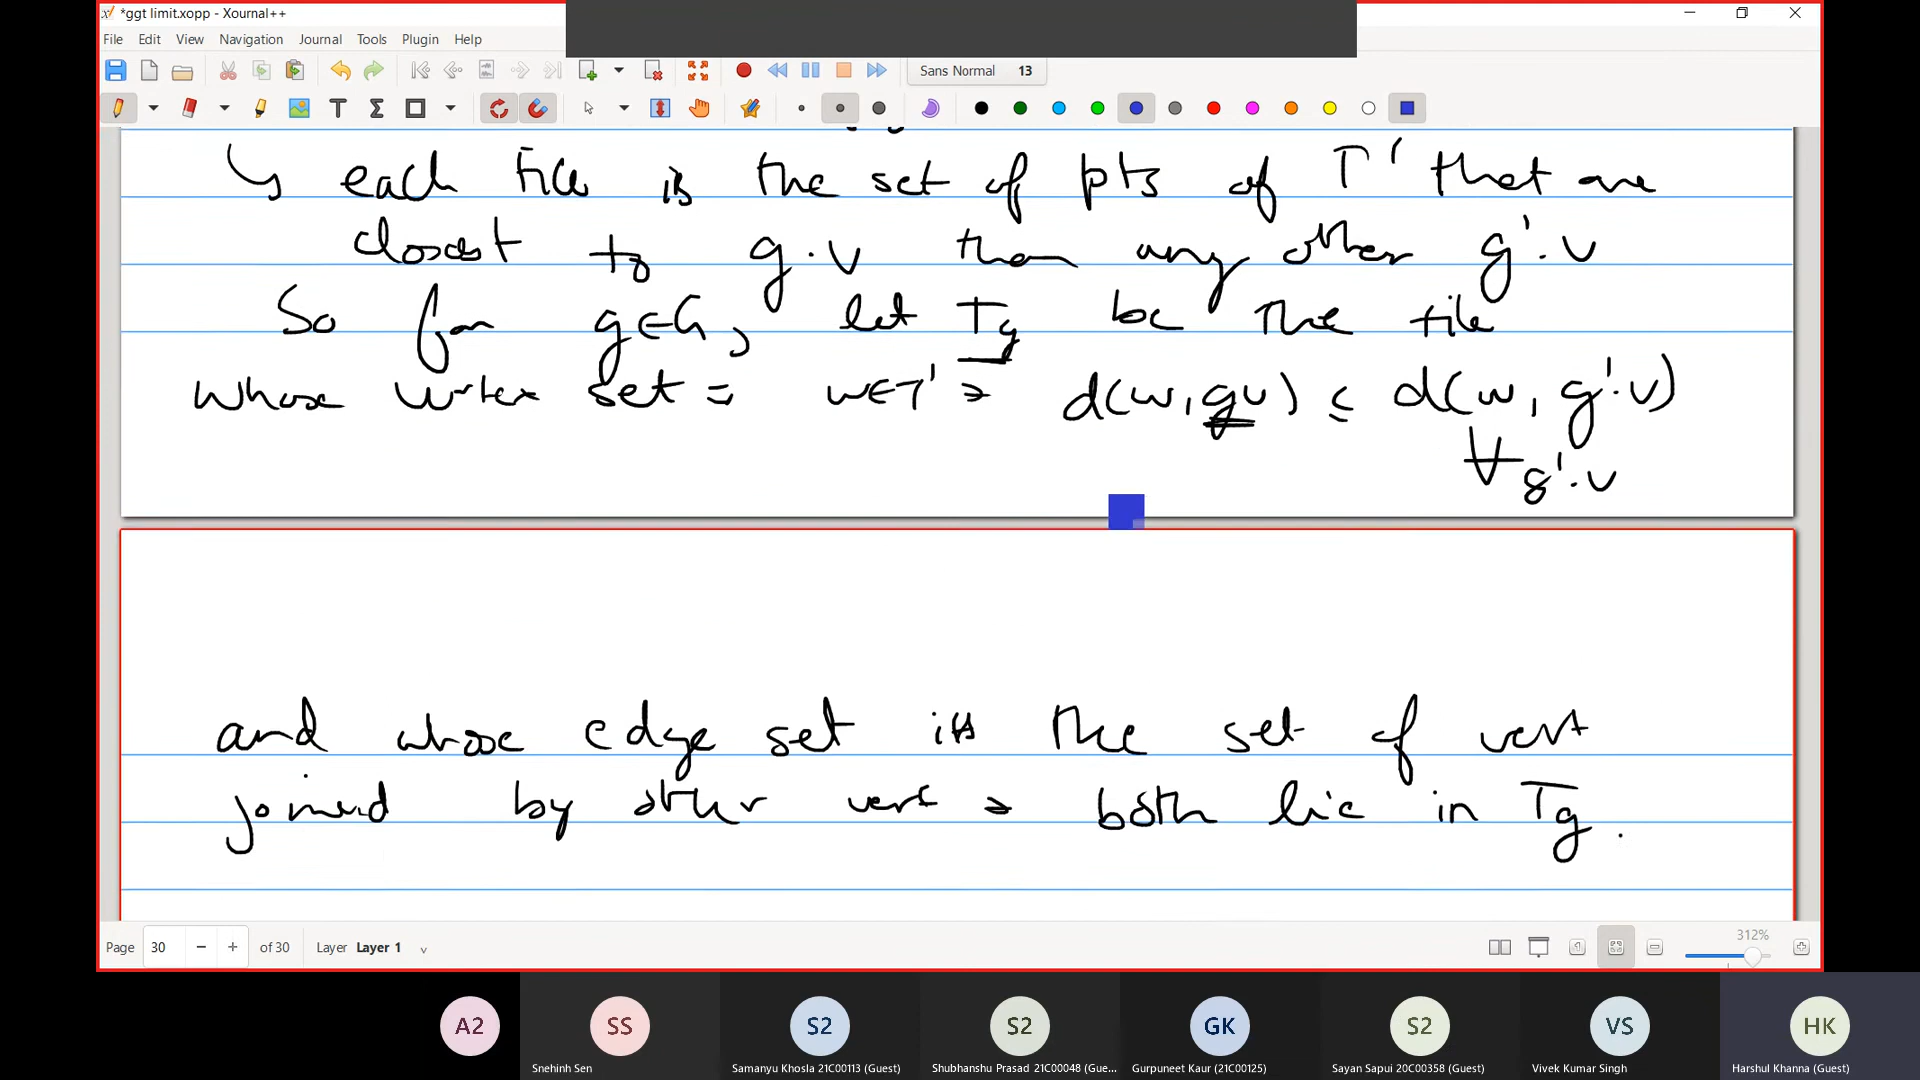 *ggt limit.xopp - Xournal++
File Edit View Navigation Journal Tools Plugin Help
Sans Normal 13
↳ each tile is the set of pts of T' that are
closest to g.v than any other g'.v
So for g∈G, let Tg be the tile
whose vertex set = w∈T' ∋ d(w, gv) ≤ d(w, g'.v)
∀ g'.v
and whose edge set is the set of vert
joined by other vert ∋ both lie in Tg.
Page 30 − + of 30 Layer Layer 1
312%
A2 SS S2 S2 GK S2 VS HK
Snehinh Sen Samanyu Khosla 21C00113 (Guest) Shubhanshu Prasad 21C00048 (Gue... Gurpuneet Kaur (21C00125) Sayan Sapui 20C00358 (Guest) Vivek Kumar Singh Harshul Khanna (Guest)